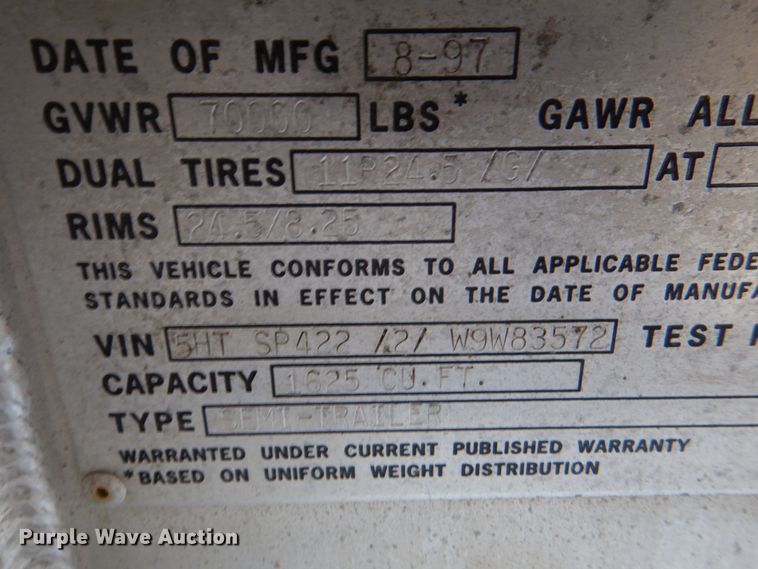 DATE OF MFG 8-97
GVWR 70000 LBS* GAWR ALL
DUAL TIRES 11R24.5 /G/ AT
RIMS 24.5/8.25
THIS VEHICLE CONFORMS TO ALL APPLICABLE FEDE
STANDARDS IN EFFECT ON THE DATE OF MANUFA
VIN 5HT SP422 /2/ W9W83572 TEST
CAPACITY 1625 CU.FT.
TYPE SEMI-TRAILER
WARRANTED UNDER CURRENT PUBLISHED WARRANTY
*BASED ON UNIFORM WEIGHT DISTRIBUTION
Purple Wave Auction